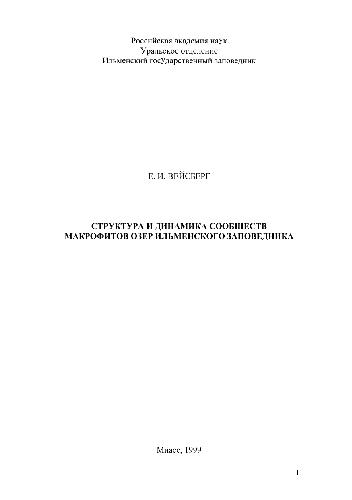 Российская академия наук
Уральское отделение
Ильменский государственный заповедник
Е. И. ВЕЙСБЕРГ
СТРУКТУРА И ДИНАМИКА СООБЩЕСТВ
МАКРОФИТОВ ОЗЕР ИЛЬМЕНСКОГО ЗАПОВЕДНИКА
Миасс, 1999
1